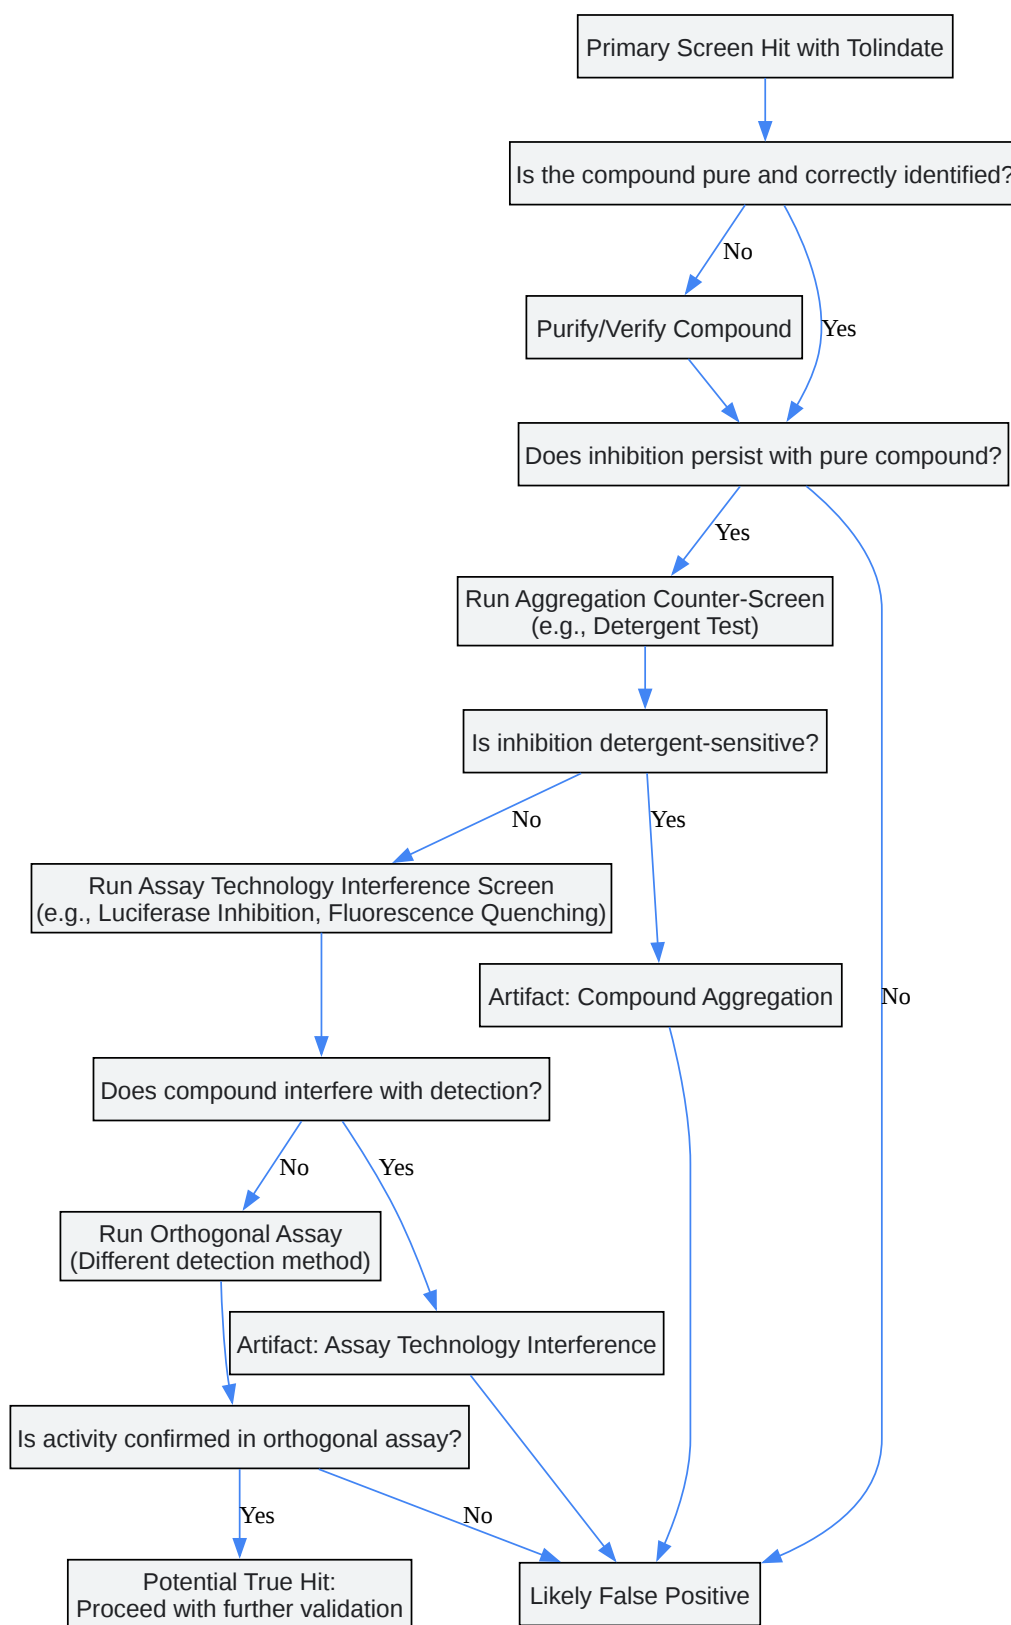 Primary Screen Hit with Tolindate
Is the compound pure and correctly identified?
No
Purify/Verify Compound
Yes
Does inhibition persist with pure compound?
Yes
Run Aggregation Counter-Screen
(e.g., Detergent Test)
Is inhibition detergent-sensitive?
No
Yes
Run Assay Technology Interference Screen
(e.g., Luciferase Inhibition, Fluorescence Quenching)
Artifact: Compound Aggregation
No
Does compound interfere with detection?
No
Yes
Run Orthogonal Assay
(Different detection method)
Artifact: Assay Technology Interference
Is activity confirmed in orthogonal assay?
Yes
No
Potential True Hit:
Proceed with further validation
Likely False Positive